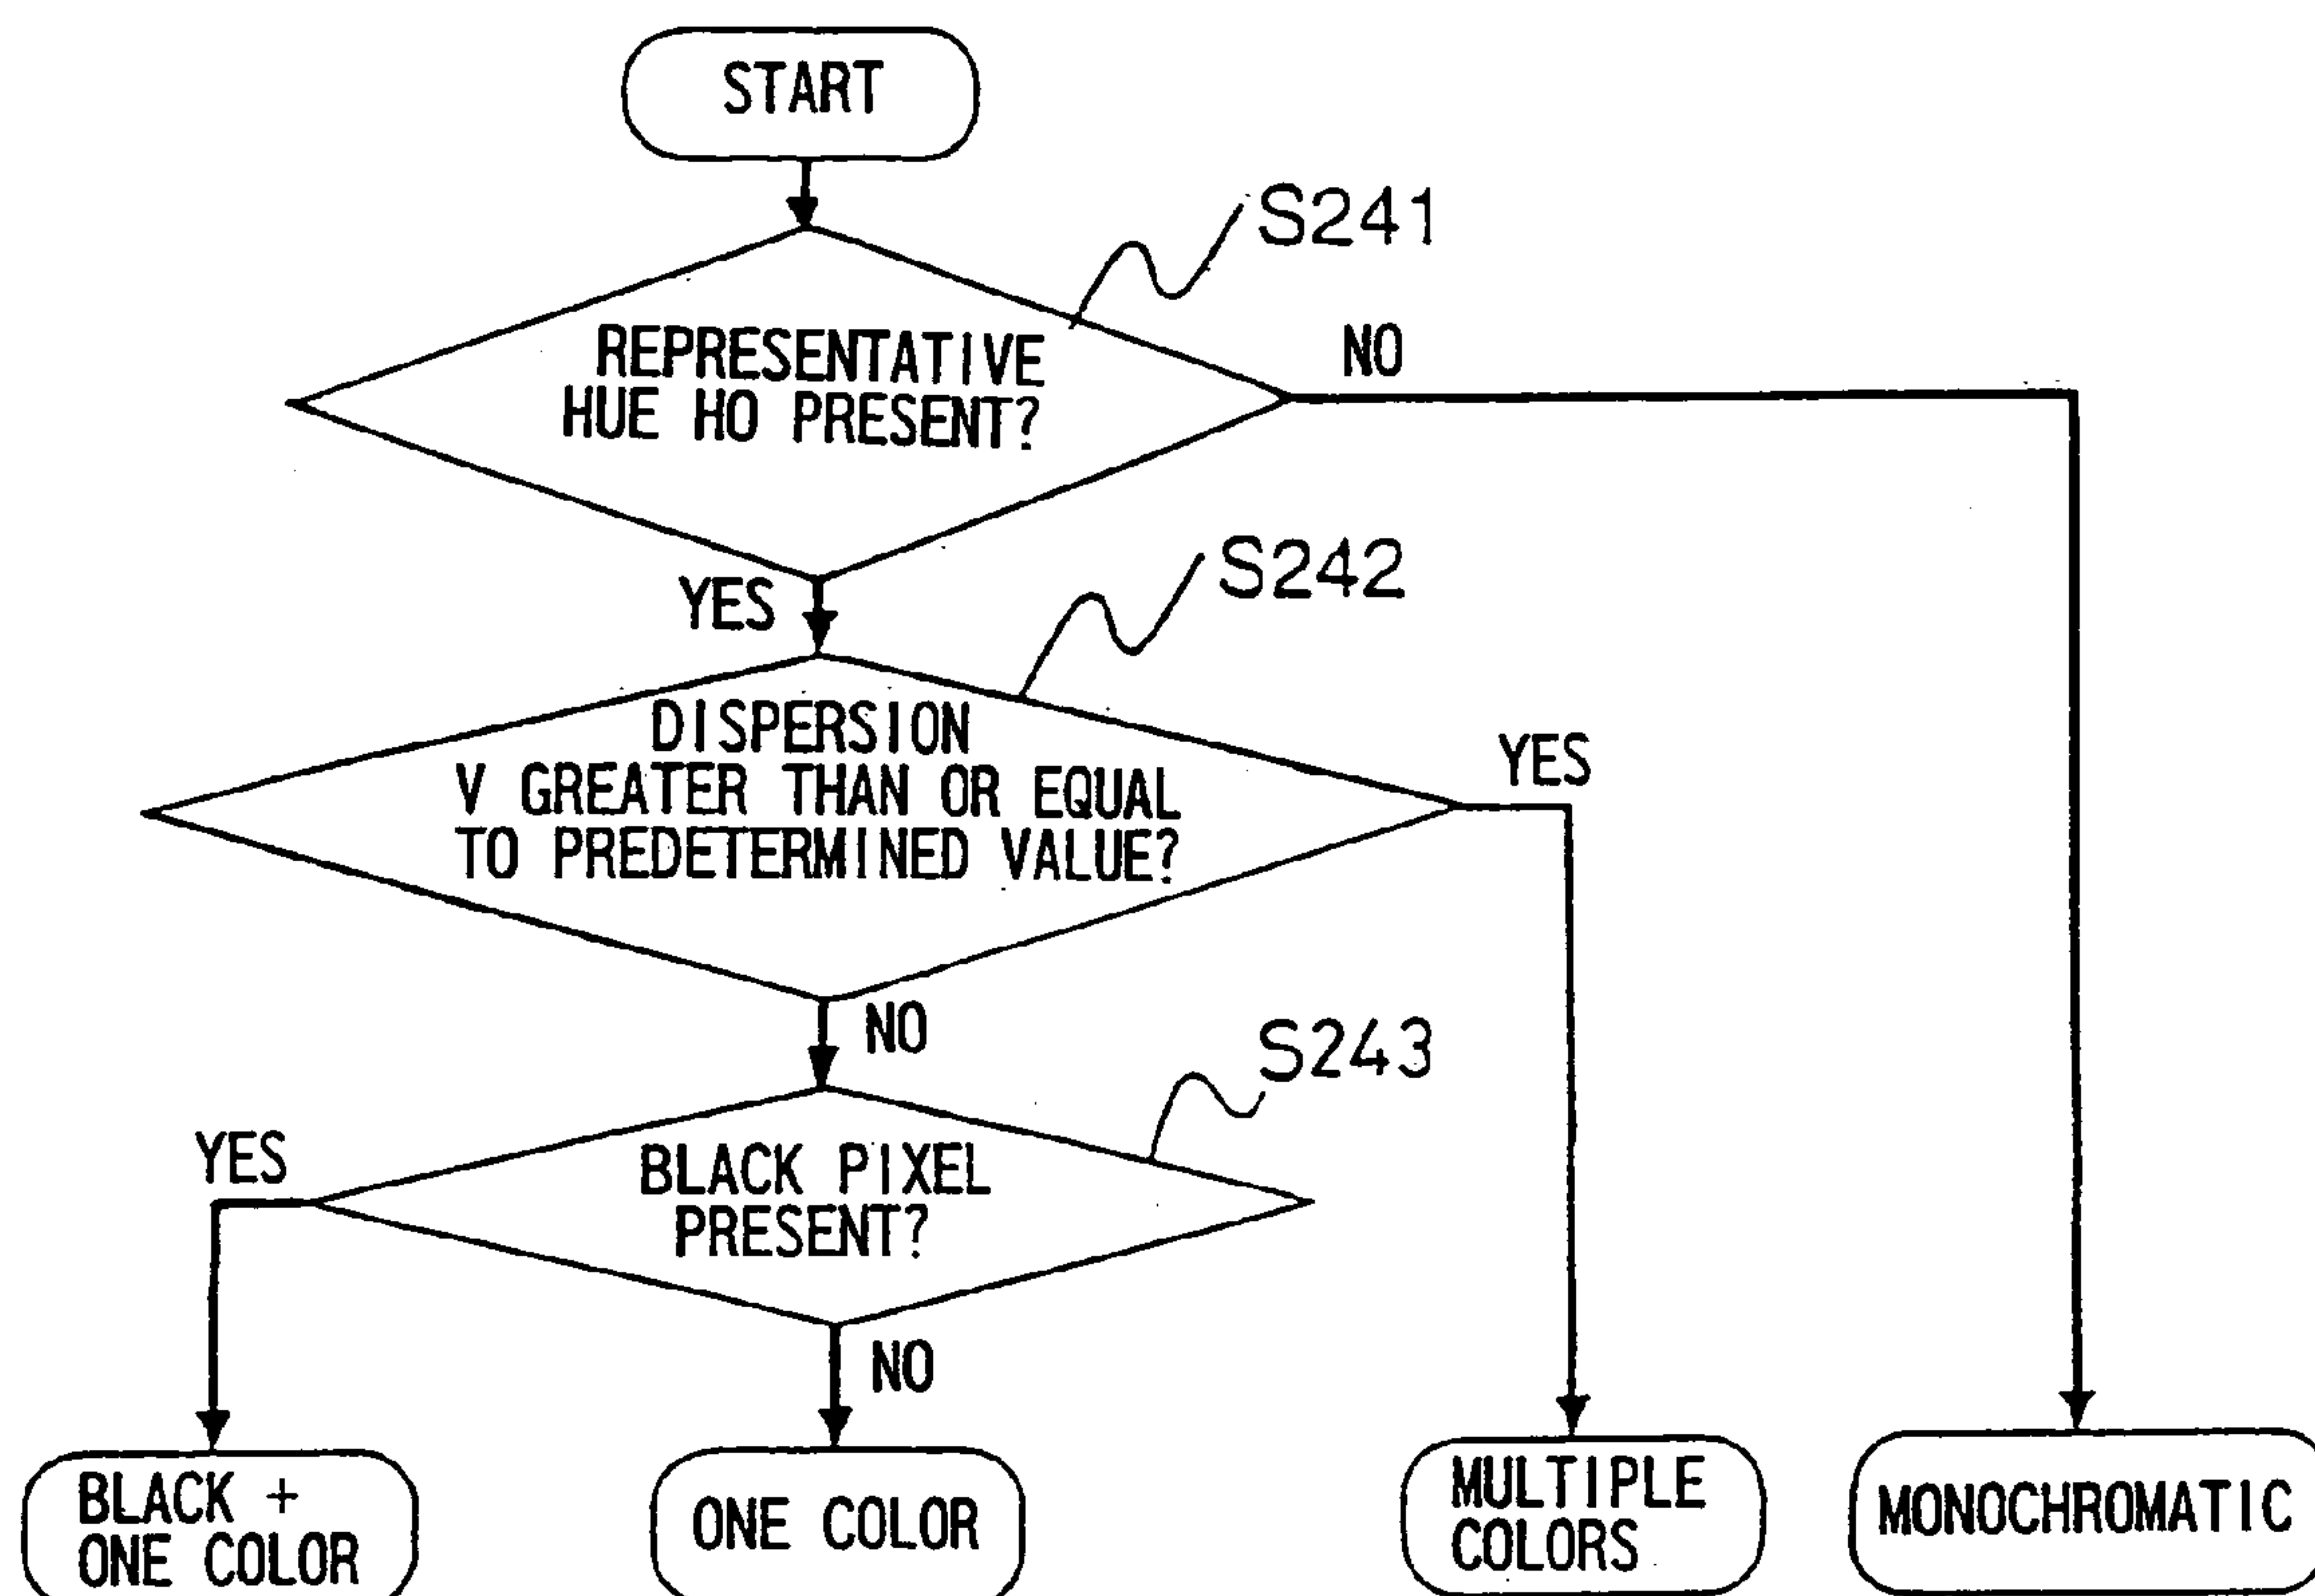 START
S241
REPRESENTATIVE
HUE HO PRESENT?
NO
YES
S242
DISPERSION
V GREATER THAN OR EQUAL
TO PREDETERMINED VALUE?
YES
NO
S243
YES
BLACK PIXEL
PRESENT?
NO
BLACK +
ONE COLOR
ONE COLOR
MULTIPLE
COLORS
MONOCHROMATIC